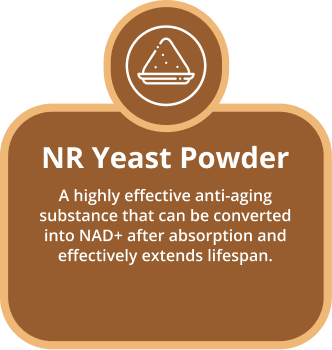 NR Yeast Powder
A highly effective anti-aging
substance that can be converted
into NAD+ after absorption and
effectively extends lifespan.